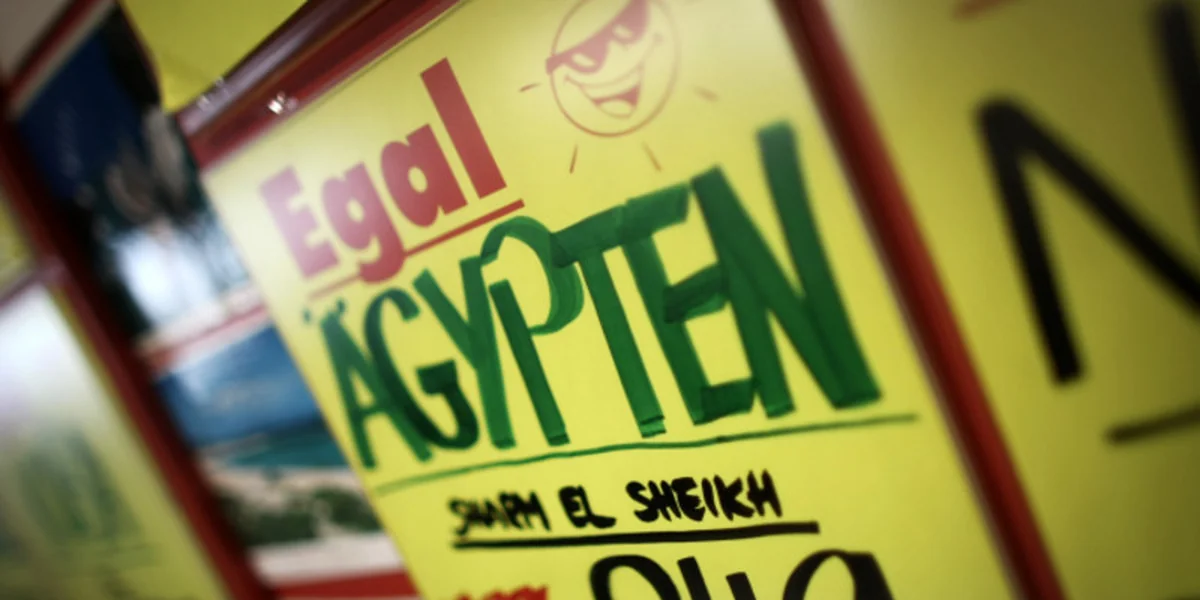 Egal
ÄGYPTEN
SHARM EL SHEIKH